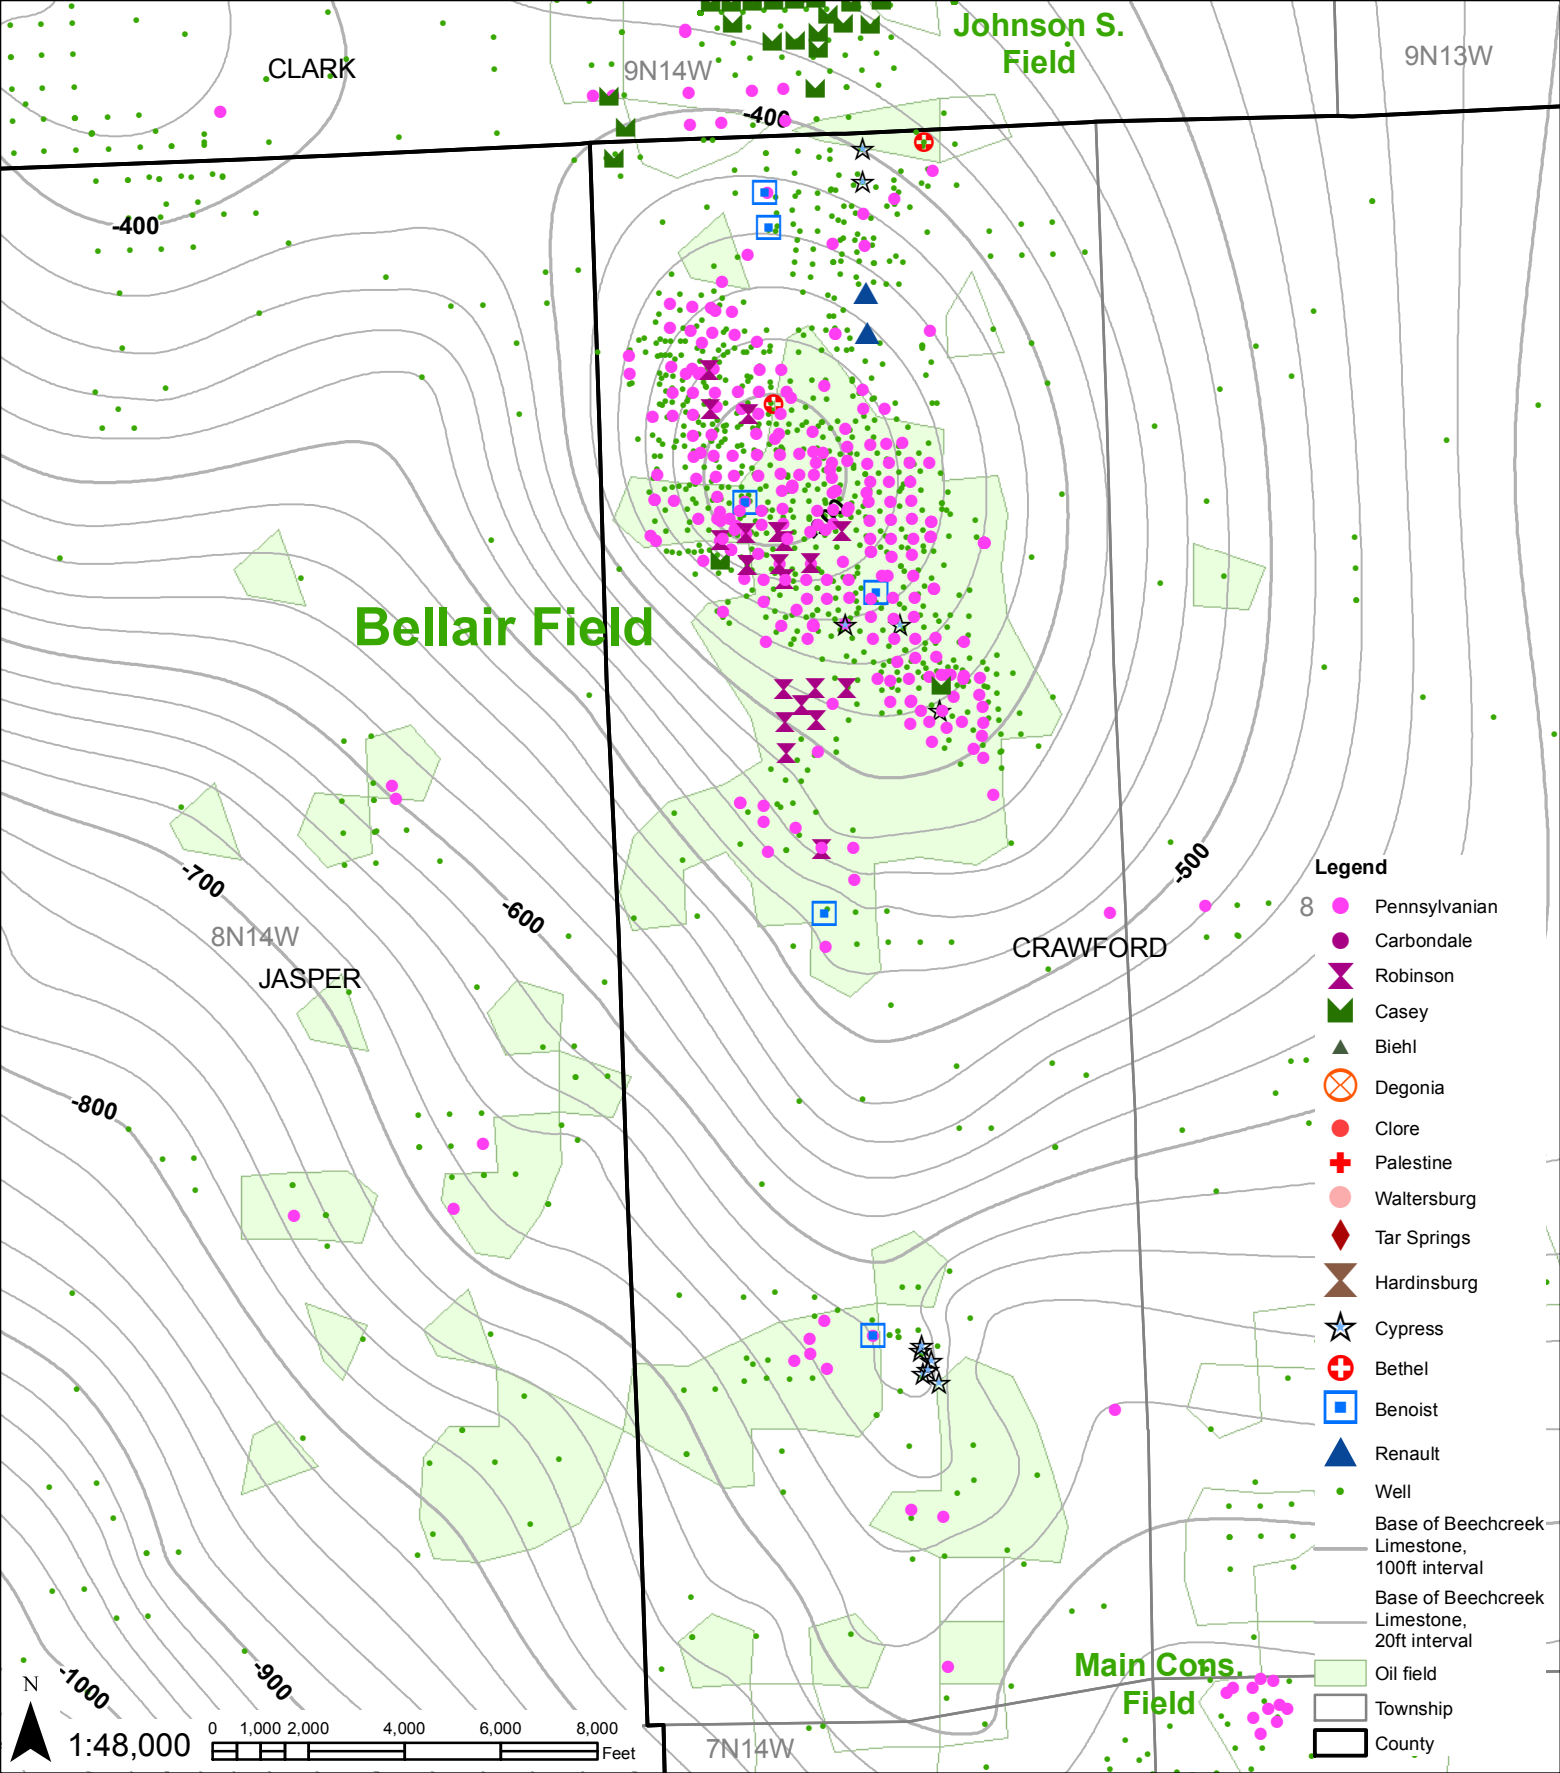 Johnson S.
Field
CLARK
9N14W
9N13W
-400
-400
Bellair Field
-700
-600
-500
8N14W
JASPER
CRAWFORD
8
-800
-900
-1000
Main Cons.
Field
7N14W
N
1:48,000
0 1,000 2,000 4,000 6,000 8,000
Feet
Legend
Pennsylvanian
Carbondale
Robinson
Casey
Biehl
Degonia
Clore
Palestine
Waltersburg
Tar Springs
Hardinsburg
Cypress
Bethel
Benoist
Renault
Well
Base of Beechcreek
Limestone,
100ft interval
Base of Beechcreek
Limestone,
20ft interval
Oil field
Township
County